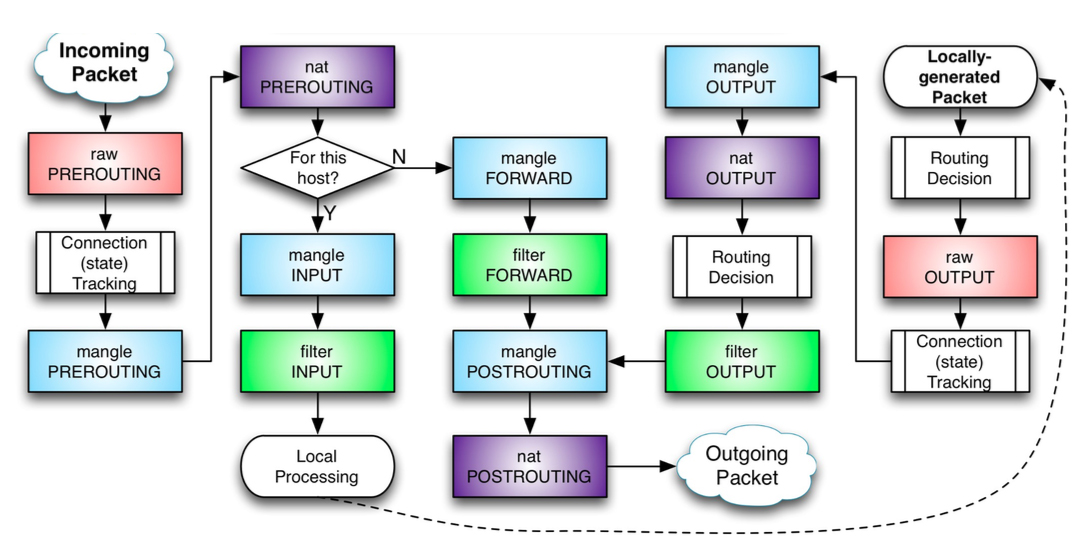 Incoming
Packet
raw
PREROUTING
Connection
(state)
Tracking
mangle
PREROUTING
nat
PREROUTING
For this
host?
N
Y
mangle
INPUT
filter
INPUT
Local
Processing
mangle
FORWARD
filter
FORWARD
mangle
POSTROUTING
nat
POSTROUTING
mangle
OUTPUT
nat
OUTPUT
Routing
Decision
filter
OUTPUT
Outgoing
Packet
Locally-
generated
Packet
Routing
Decision
raw
OUTPUT
Connection
(state)
Tracking